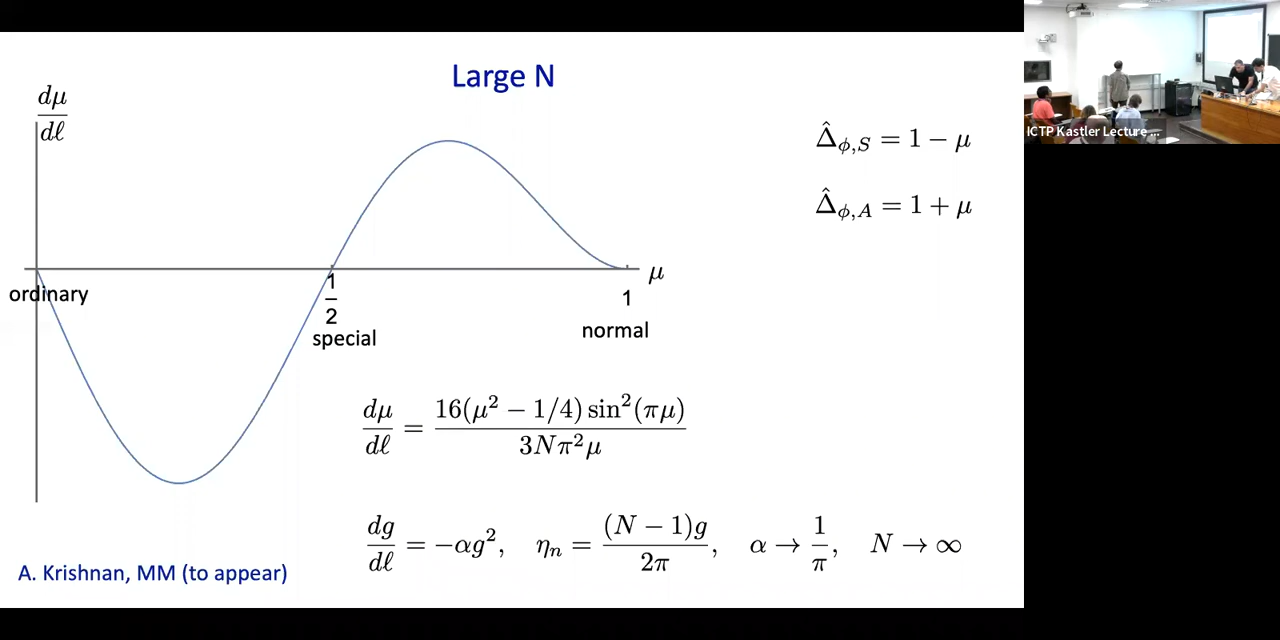 Large N
dμ/dℓ
Δ̂_{ϕ,S} = 1 − μ
Δ̂_{ϕ,A} = 1 + μ
μ
ordinary
1/2
special
1
normal
dμ/dℓ = 16(μ² − 1/4) sin²(πμ) / 3Nπ²μ
dg/dℓ = −αg², η_n = (N − 1)g / 2π, α → 1/π, N → ∞
A. Krishnan, MM (to appear)
ICTP Kastler Lecture ...